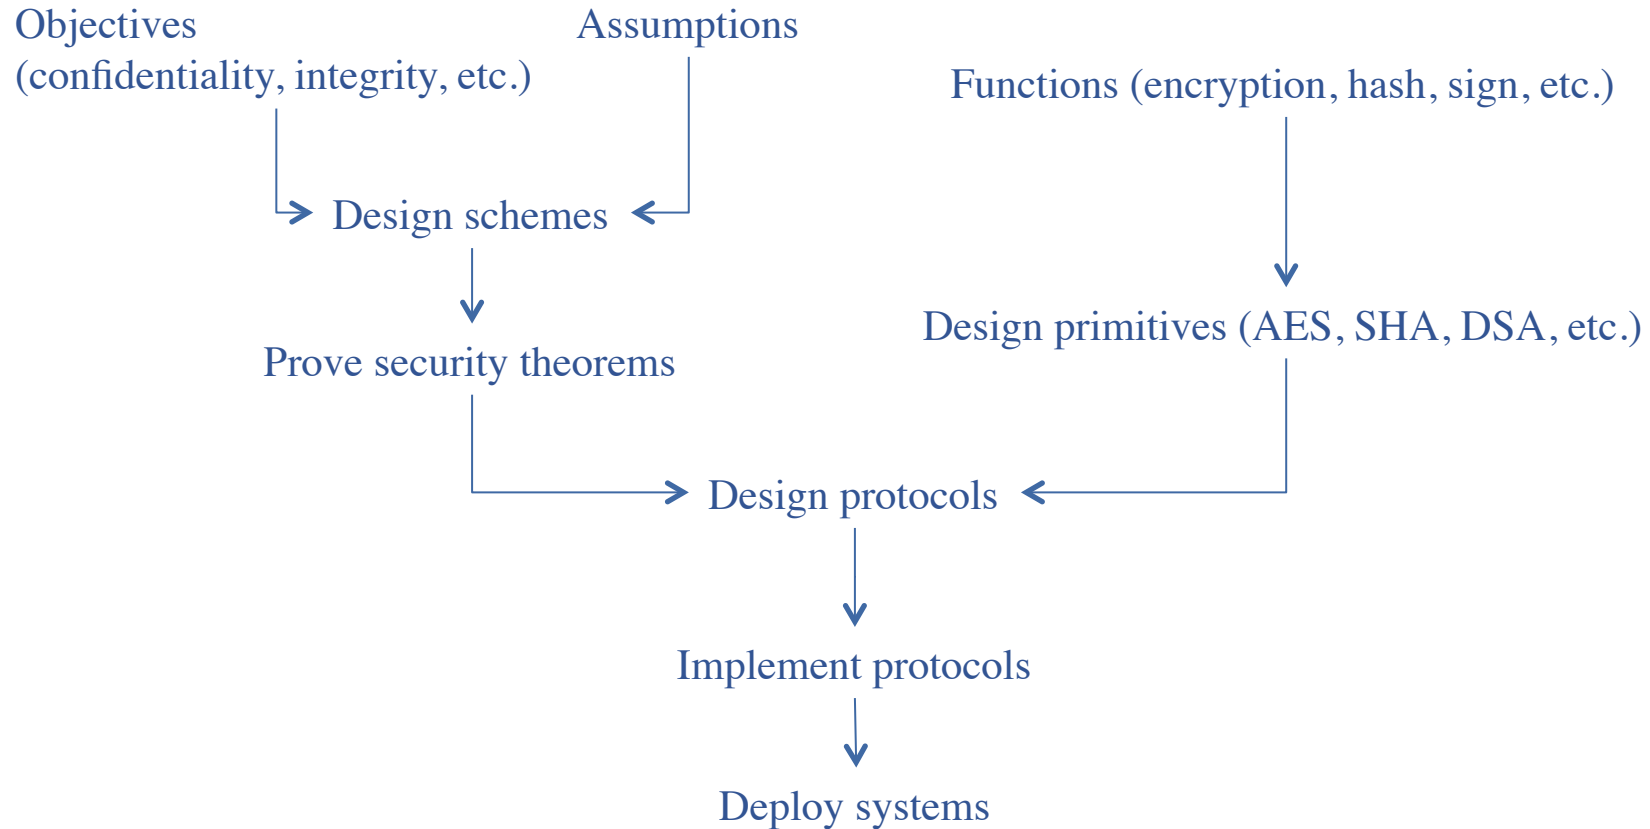 Objectives
(confidentiality, integrity, etc.)
Assumptions
Functions (encryption, hash, sign, etc.)
Design schemes
Design primitives (AES, SHA, DSA, etc.)
Prove security theorems
Design protocols
Implement protocols
Deploy systems